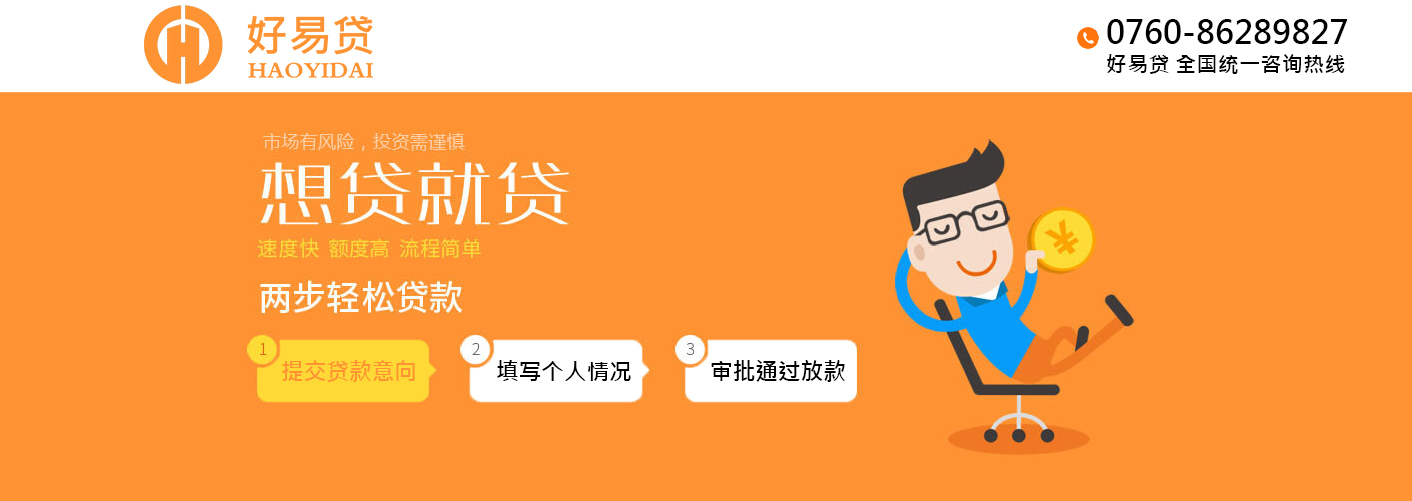 好易贷
HAOYIDAI
0760-86289827
好易贷 全国统一咨询热线
市场有风险，投资需谨慎
想贷就贷
速度快 额度高 流程简单
两步轻松贷款
1 提交贷款意向
2 填写个人情况
3 审批通过放款
¥